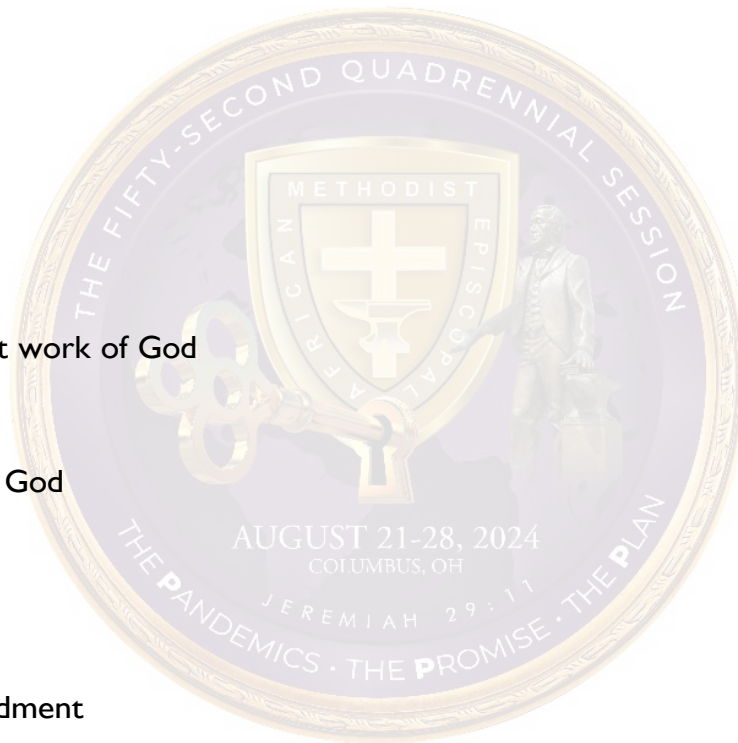 THE FIFTY-SECOND QUADRENNIAL SESSION
AFRICAN METHODIST EPISCOPAL
t work of God
God
AUGUST 21-28, 2024
COLUMBUS, OH
JEREMIAH 29:11
THE PANDEMICS · THE PROMISE · THE PLAN
dment